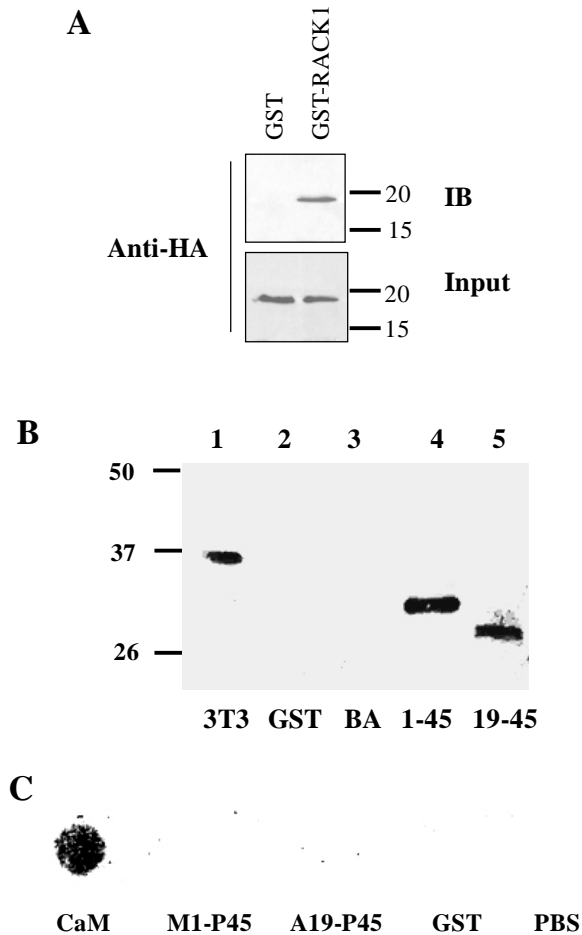 A
GST
GST-RACK1
20
IB
15
Anti-HA
Input
20
15
B
1 2 3 4 5
50
37
26
3T3 GST BA 1-45 19-45
C
CaM M1-P45 A19-P45 GST PBS